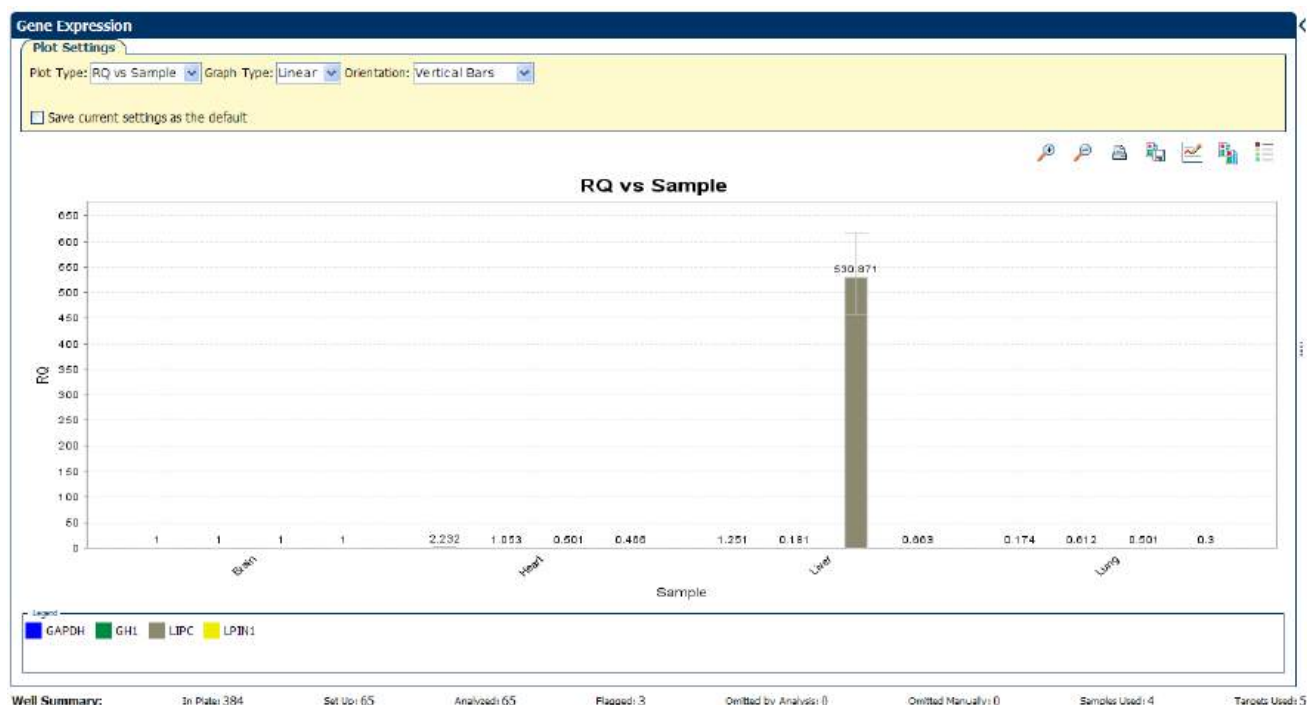 Gene Expression
Plot Settings
Plot Type: RQ vs Sample Graph Type: Linear Orientation: Vertical Bars
Save current settings as the default
RQ vs Sample
650
600
550
500
450
400
350
300
250
200
150
100
50
0
RQ
530.871
1 1 1 1 2.232 1.053 0.501 0.466 1.251 0.181 0.663 0.174 0.612 0.501 0.3
Brain Heart Liver Lung
Sample
Legend
GAPDH GH1 LIPC LPIN1
Well Summary: In Plate: 384 Set Up: 65 Analyzed: 65 Flagged: 3 Omitted by Analysis: 0 Omitted Manually: 0 Samples Used: 4 Targets Used: 5